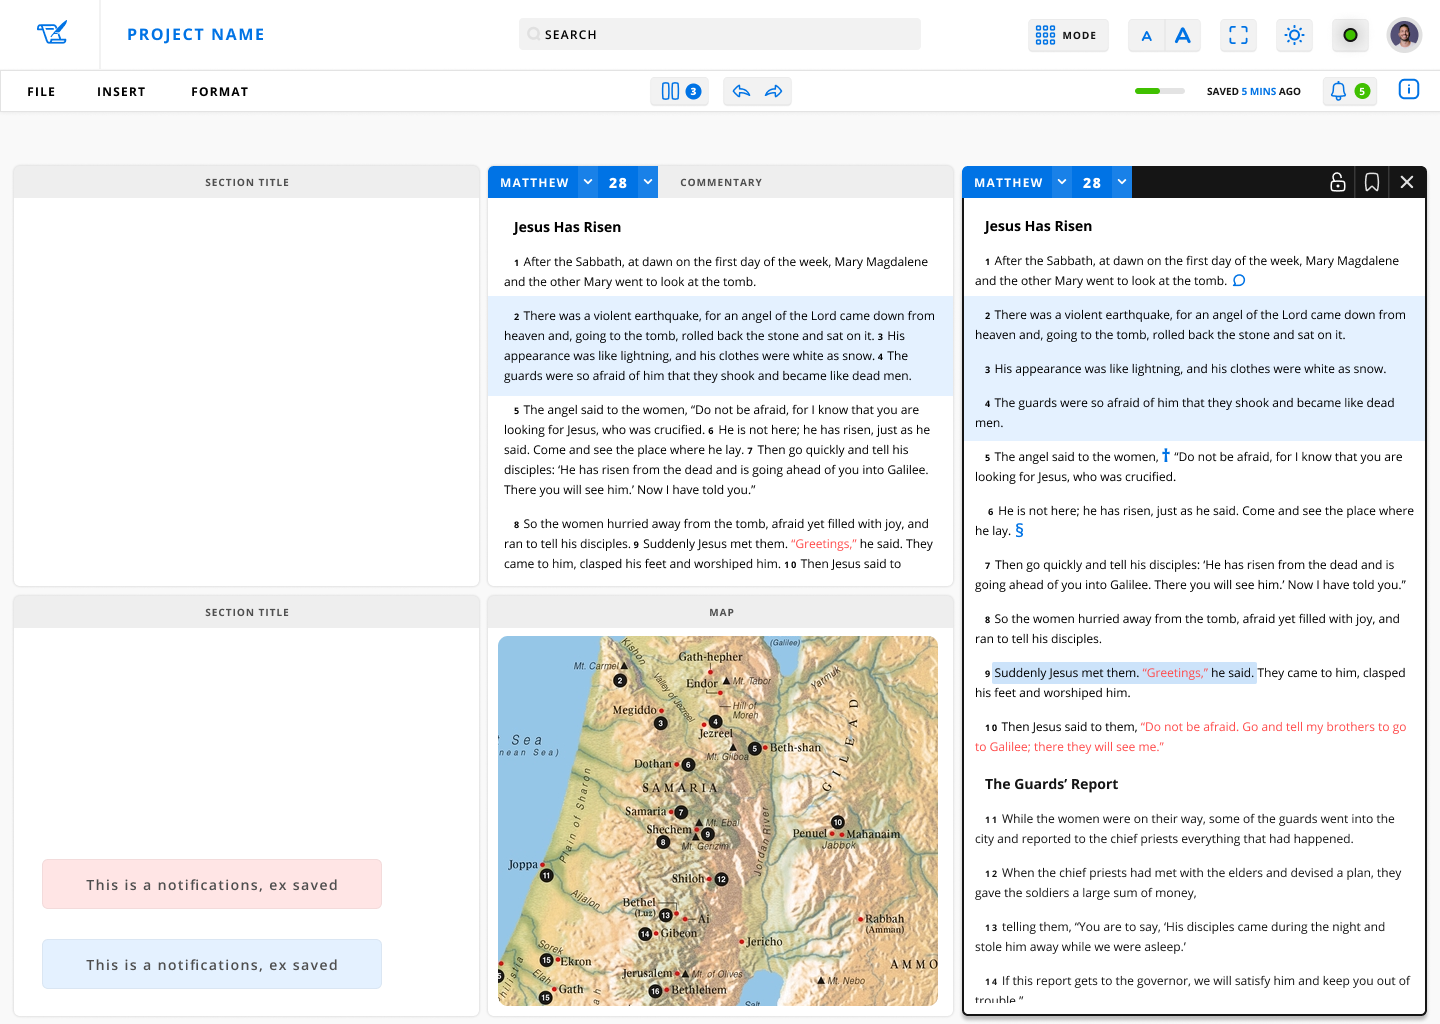 PROJECT NAME
SEARCH
MODE
A A
FILE INSERT FORMAT
3
SAVED 5 MINS AGO
5
SECTION TITLE
MATTHEW 28 COMMENTARY
Jesus Has Risen
1 After the Sabbath, at dawn on the first day of the week, Mary Magdalene
and the other Mary went to look at the tomb.
2 There was a violent earthquake, for an angel of the Lord came down from
heaven and, going to the tomb, rolled back the stone and sat on it. 3 His
appearance was like lightning, and his clothes were white as snow. 4 The
guards were so afraid of him that they shook and became like dead men.
5 The angel said to the women, “Do not be afraid, for I know that you are
looking for Jesus, who was crucified. 6 He is not here; he has risen, just as he
said. Come and see the place where he lay. 7 Then go quickly and tell his
disciples: ‘He has risen from the dead and is going ahead of you into Galilee.
There you will see him.’ Now I have told you.”
8 So the women hurried away from the tomb, afraid yet filled with joy, and
ran to tell his disciples. 9 Suddenly Jesus met them. “Greetings,” he said. They
came to him, clasped his feet and worshiped him. 10 Then Jesus said to
MATTHEW 28
Jesus Has Risen
1 After the Sabbath, at dawn on the first day of the week, Mary Magdalene
and the other Mary went to look at the tomb.
2 There was a violent earthquake, for an angel of the Lord came down from
heaven and, going to the tomb, rolled back the stone and sat on it.
3 His appearance was like lightning, and his clothes were white as snow.
4 The guards were so afraid of him that they shook and became like dead
men.
5 The angel said to the women, † “Do not be afraid, for I know that you are
looking for Jesus, who was crucified.
6 He is not here; he has risen, just as he said. Come and see the place where
he lay. §
7 Then go quickly and tell his disciples: ‘He has risen from the dead and is
going ahead of you into Galilee. There you will see him.’ Now I have told you.”
8 So the women hurried away from the tomb, afraid yet filled with joy, and
ran to tell his disciples.
9 Suddenly Jesus met them. “Greetings,” he said. They came to him, clasped
his feet and worshiped him.
10 Then Jesus said to them, “Do not be afraid. Go and tell my brothers to go
to Galilee; there they will see me.”
The Guards’ Report
11 While the women were on their way, some of the guards went into the
city and reported to the chief priests everything that had happened.
12 When the chief priests had met with the elders and devised a plan, they
gave the soldiers a large sum of money,
13 telling them, “You are to say, ‘His disciples came during the night and
stole him away while we were asleep.’
14 If this report gets to the governor, we will satisfy him and keep you out of
trouble.”
SECTION TITLE
This is a notifications, ex saved
This is a notifications, ex saved
MAP
(Galilee)
Kishon
Gath-hepher
Mt. Carmel
2
Valley of Jezreel
Endor
Mt. Tabor
Yarmuk
Megiddo
3
Hill of
Moreh
4
Jezreel
Sea
nean Sea)
5
Beth-shan
Mt. Gilboa
GILEAD
Dothan
6
Plain of Sharon
SAMARIA
Samaria
7
Mt. Ebal
Shechem
9
8
Mt. Gerizim
10
Penuel
Mahanaim
Jabbok
Jordan River
Joppa
11
Shiloh
12
Aijalon
Bethel
(Luz)
13
Ai
14
Gibeon
Rabbah
(Amman)
Jericho
Sorek
15
Ekron
AMMO
Elah
Jerusalem
Mt. of Olives
Mt. Nebo
Gath
15
16
Bethlehem
Salt
hilistia